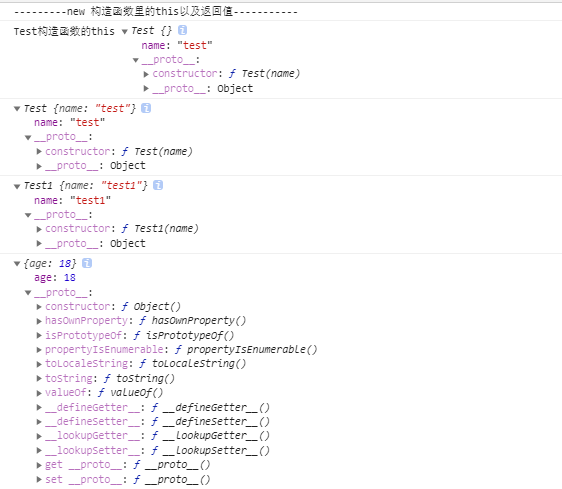 ---------new 构造函数里的this以及返回值-----------
Test构造函数的this ▼Test {} i
name: "test"
▼__proto__:
▶constructor: ƒ Test(name)
▶__proto__: Object
▼Test {name: "test"} i
name: "test"
▼__proto__:
▶constructor: ƒ Test(name)
▶__proto__: Object
▼Test1 {name: "test1"} i
name: "test1"
▼__proto__:
▶constructor: ƒ Test1(name)
▶__proto__: Object
▼{age: 18} i
age: 18
▼__proto__:
▶constructor: ƒ Object()
▶hasOwnProperty: ƒ hasOwnProperty()
▶isPrototypeOf: ƒ isPrototypeOf()
▶propertyIsEnumerable: ƒ propertyIsEnumerable()
▶toLocaleString: ƒ toLocaleString()
▶toString: ƒ toString()
▶valueOf: ƒ valueOf()
▶__defineGetter__: ƒ __defineGetter__()
▶__defineSetter__: ƒ __defineSetter__()
▶__lookupGetter__: ƒ __lookupGetter__()
▶__lookupSetter__: ƒ __lookupSetter__()
▶get __proto__: ƒ __proto__()
▶set __proto__: ƒ __proto__()